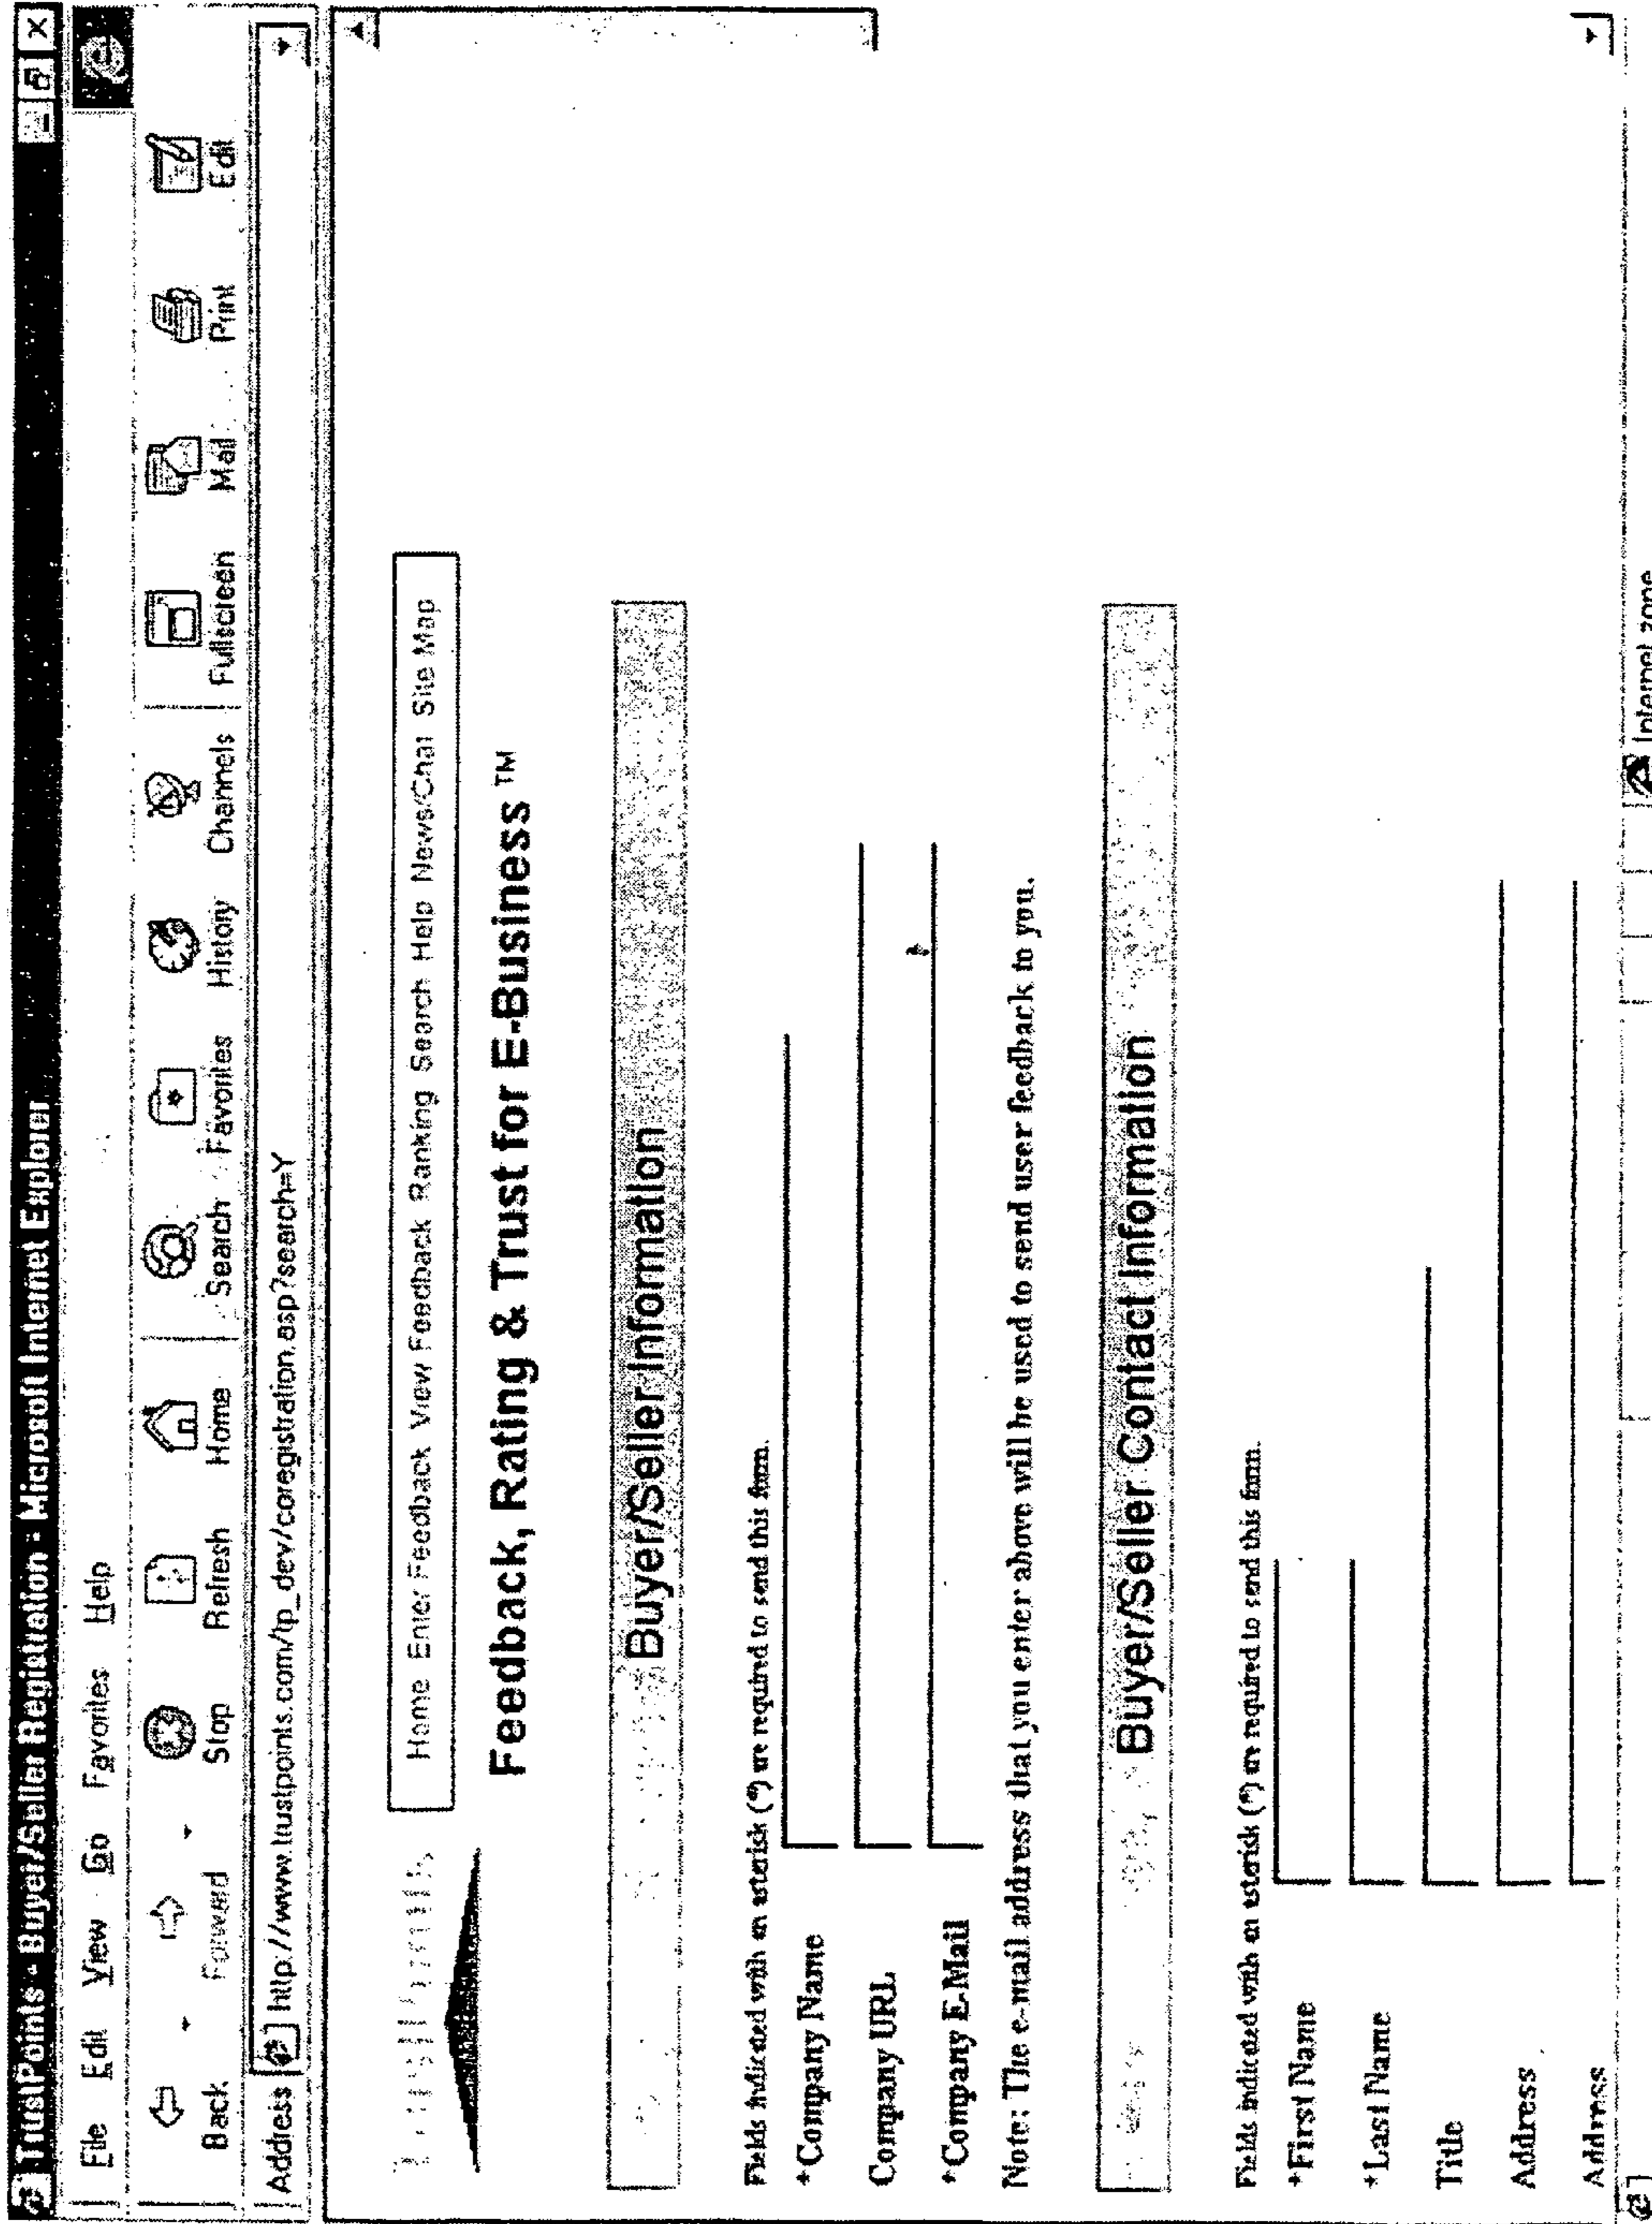 TrustPoints - Buyer/Seller Registration - Microsoft Internet Explorer
File Edit View Go Favorites Help
Back Forward Stop Refresh Home Search Favorites History Channels Fullscreen Mail Print Edit
Address http://www.trustpoints.com/tp_dev/coregistration.asp?search=Y
Home Enter Feedback View Feedback Ranking Search Help News/Chat Site Map
TrustPoints
Feedback, Rating & Trust for E-Business™
Buyer/Seller Information
Fields indicated with an asterisk (*) are required to send this form.
*Company Name
Company URL
*Company E-Mail
Note: The e-mail address that you enter above will be used to send user feedback to you.
Buyer/Seller Contact Information
Fields indicated with an asterisk (*) are required to send this form.
*First Name
*Last Name
Title
Address
Address
Internet zone